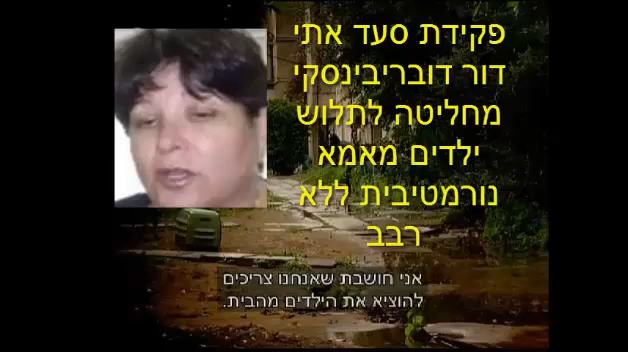 פקידת סעד אתי
דור דובריבינסקי
מחליטה לתלוש
ילדים מאמא
נורמטיבית ללא
רבב
אני חושבת שאנחנו צריכים
להוציא את הילדים מהבית.